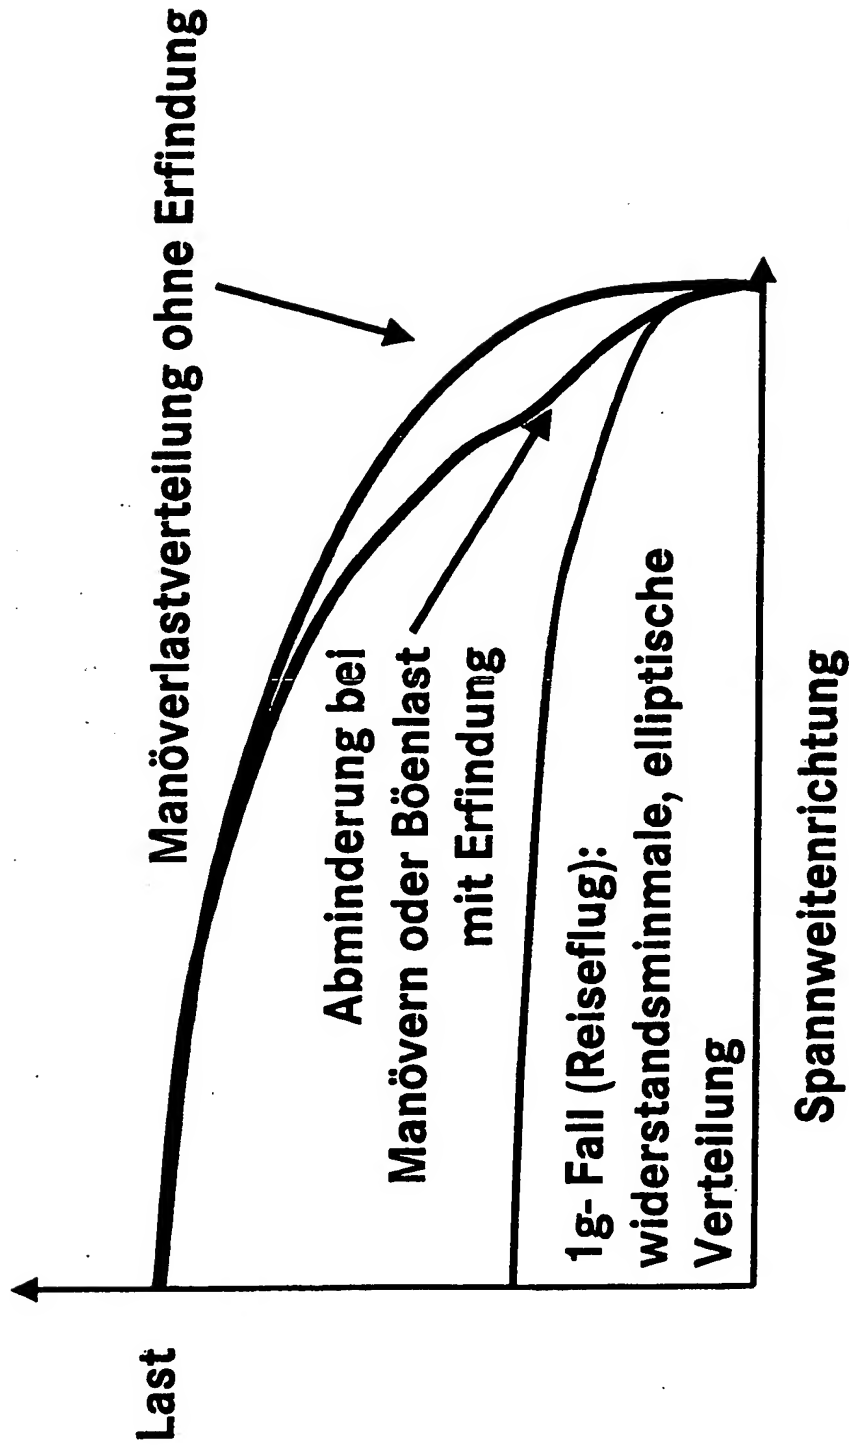 Last
Manöverlastverteilung ohne Erfindung
Abminderung bei
Manövern oder Böenlast
mit Erfindung
1g- Fall (Reiseflug):
widerstandsminmale, elliptische
Verteilung
Spannweitenrichtung